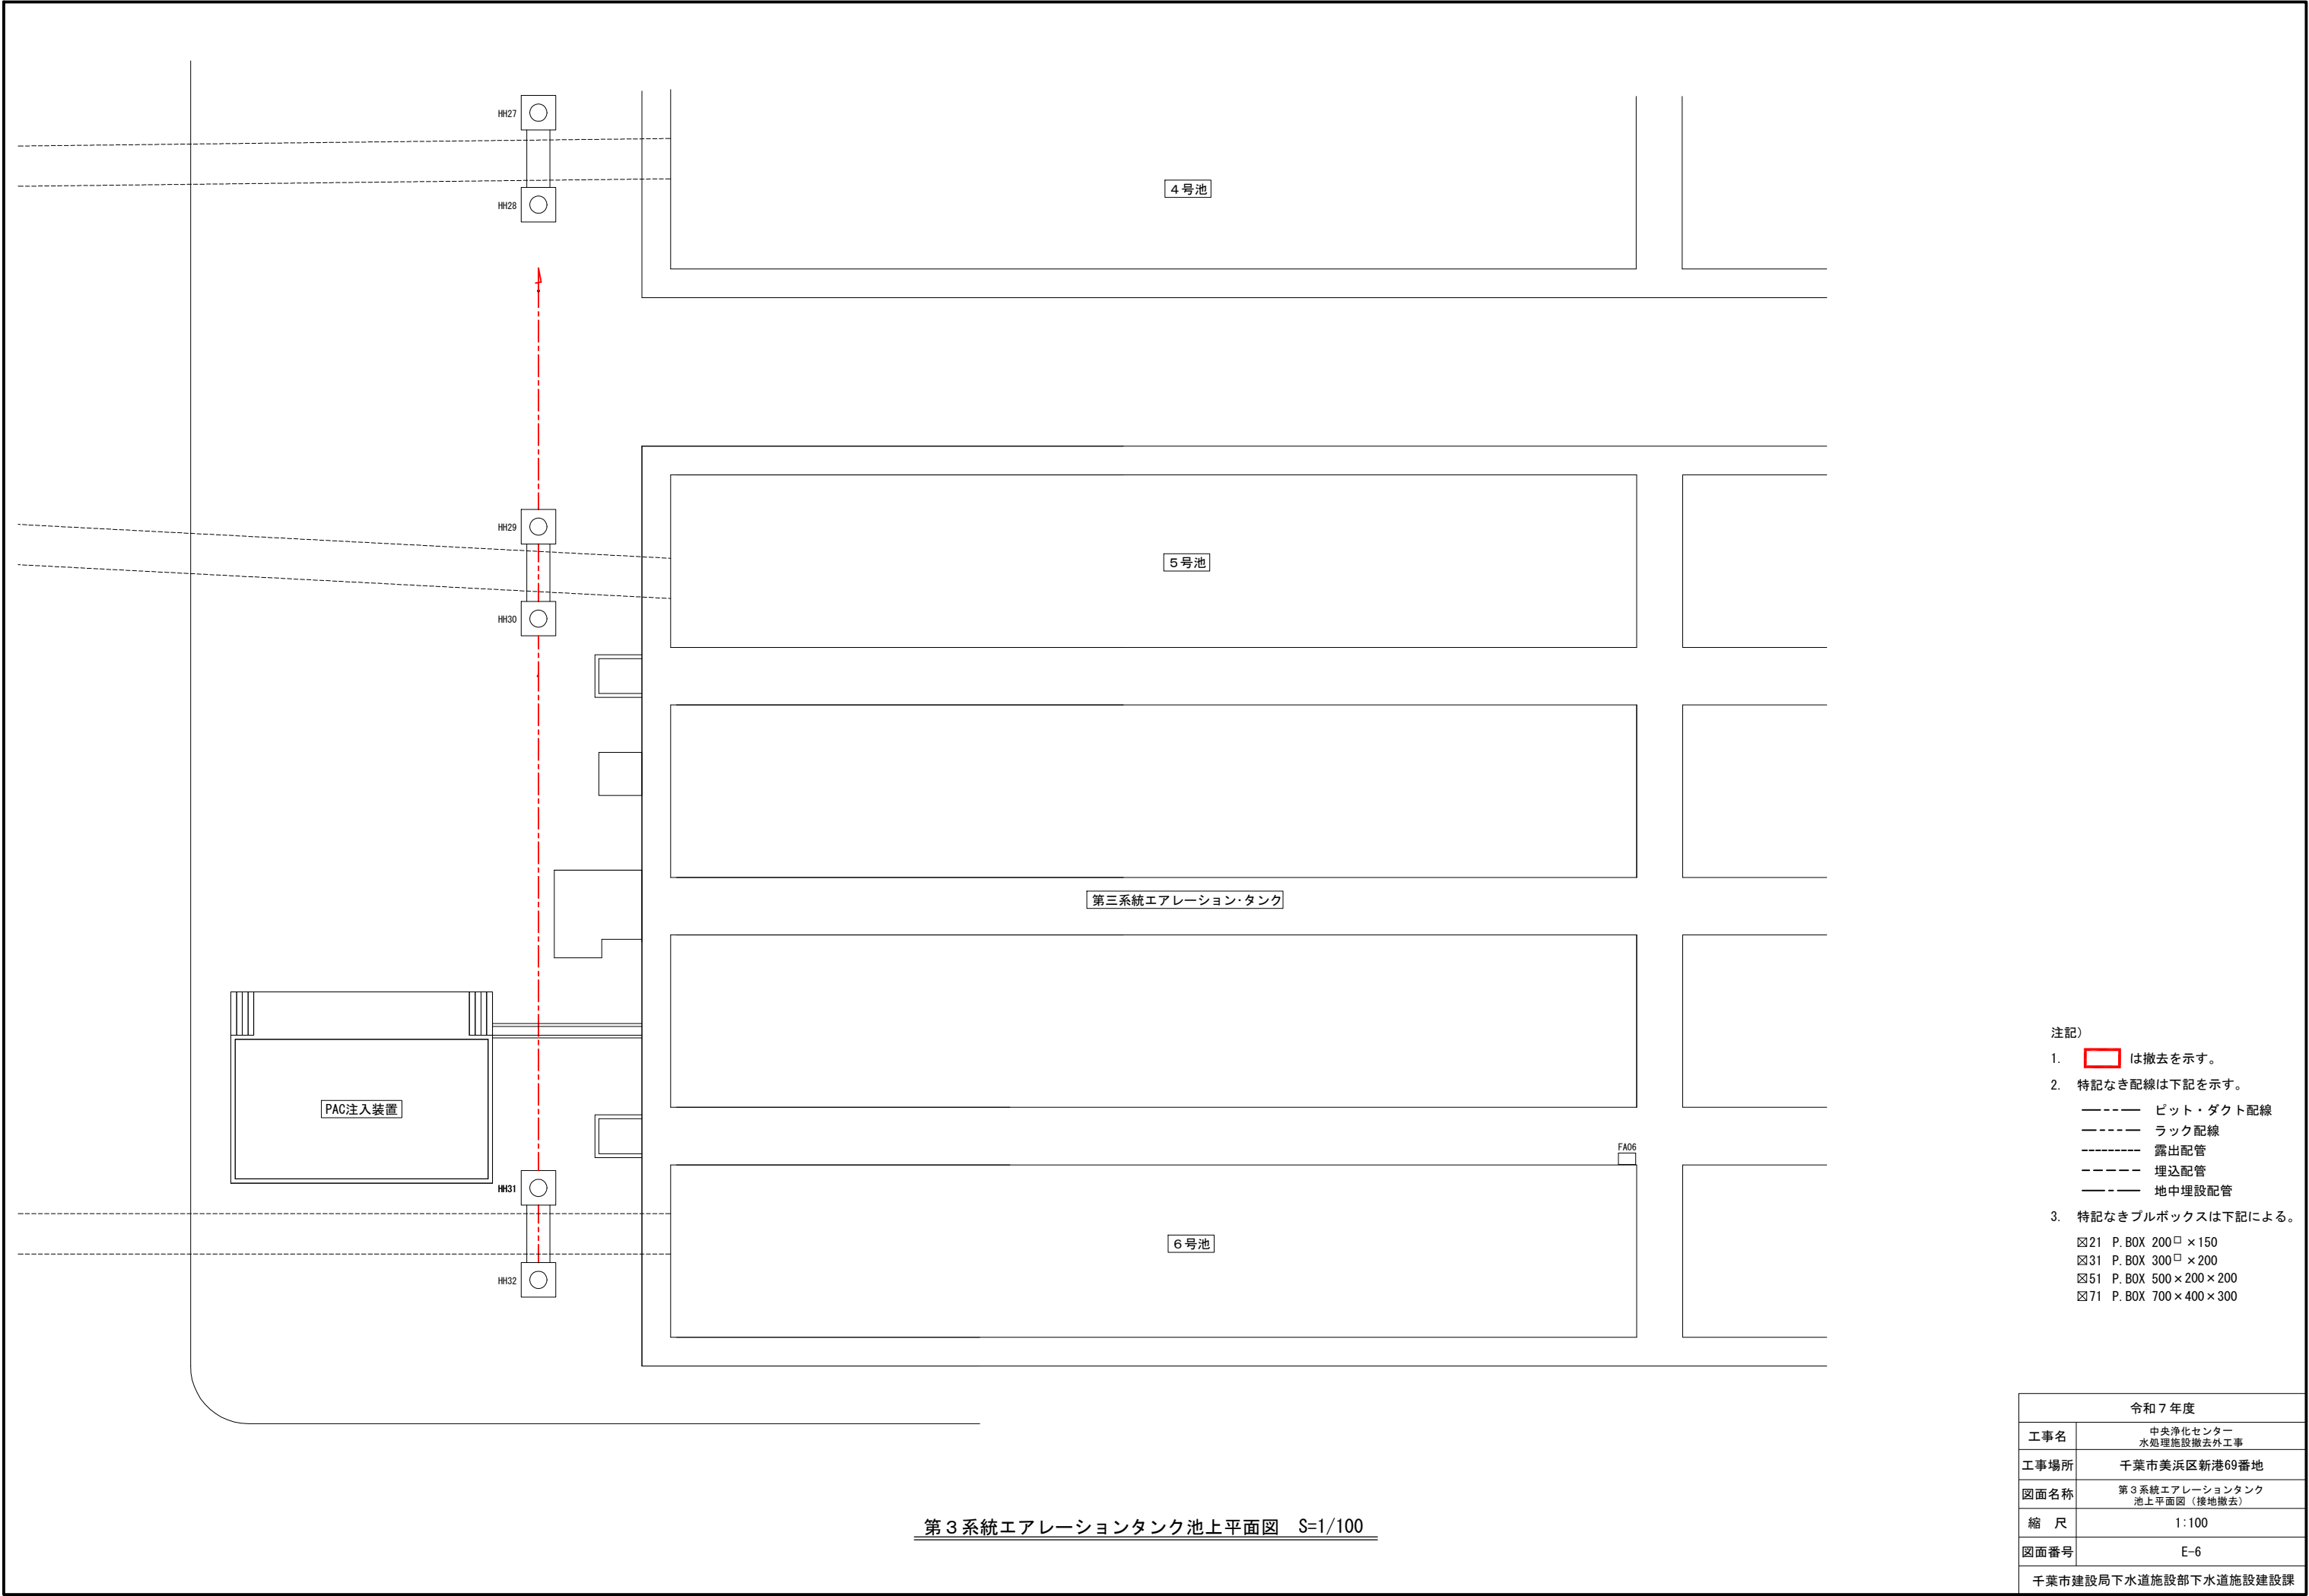 HH27
4号池
HH28
HH29
5号池
HH30
第三系統エアレーション・タンク
PAC注入装置
FA06
HH31
6号池
HH32
注記)
1. は撤去を示す。
2. 特記なき配線は下記を示す。
ピット・ダクト配線
ラック配線
露出配管
埋込配管
地中埋設配管
3. 特記なきプルボックスは下記による。
☒21 P.BOX 200□×150
☒31 P.BOX 300□×200
☒51 P.BOX 500×200×200
☒71 P.BOX 700×400×300
第3系統エアレーションタンク池上平面図 S=1/100
令和7年度
工事名 中央浄化センター
水処理施設撤去外工事
工事場所 千葉市美浜区新港69番地
図面名称 第3系統エアレーションタンク
池上平面図(接地撤去)
縮 尺 1:100
図面番号 E-6
千葉市建設局下水道施設部下水道施設建設課